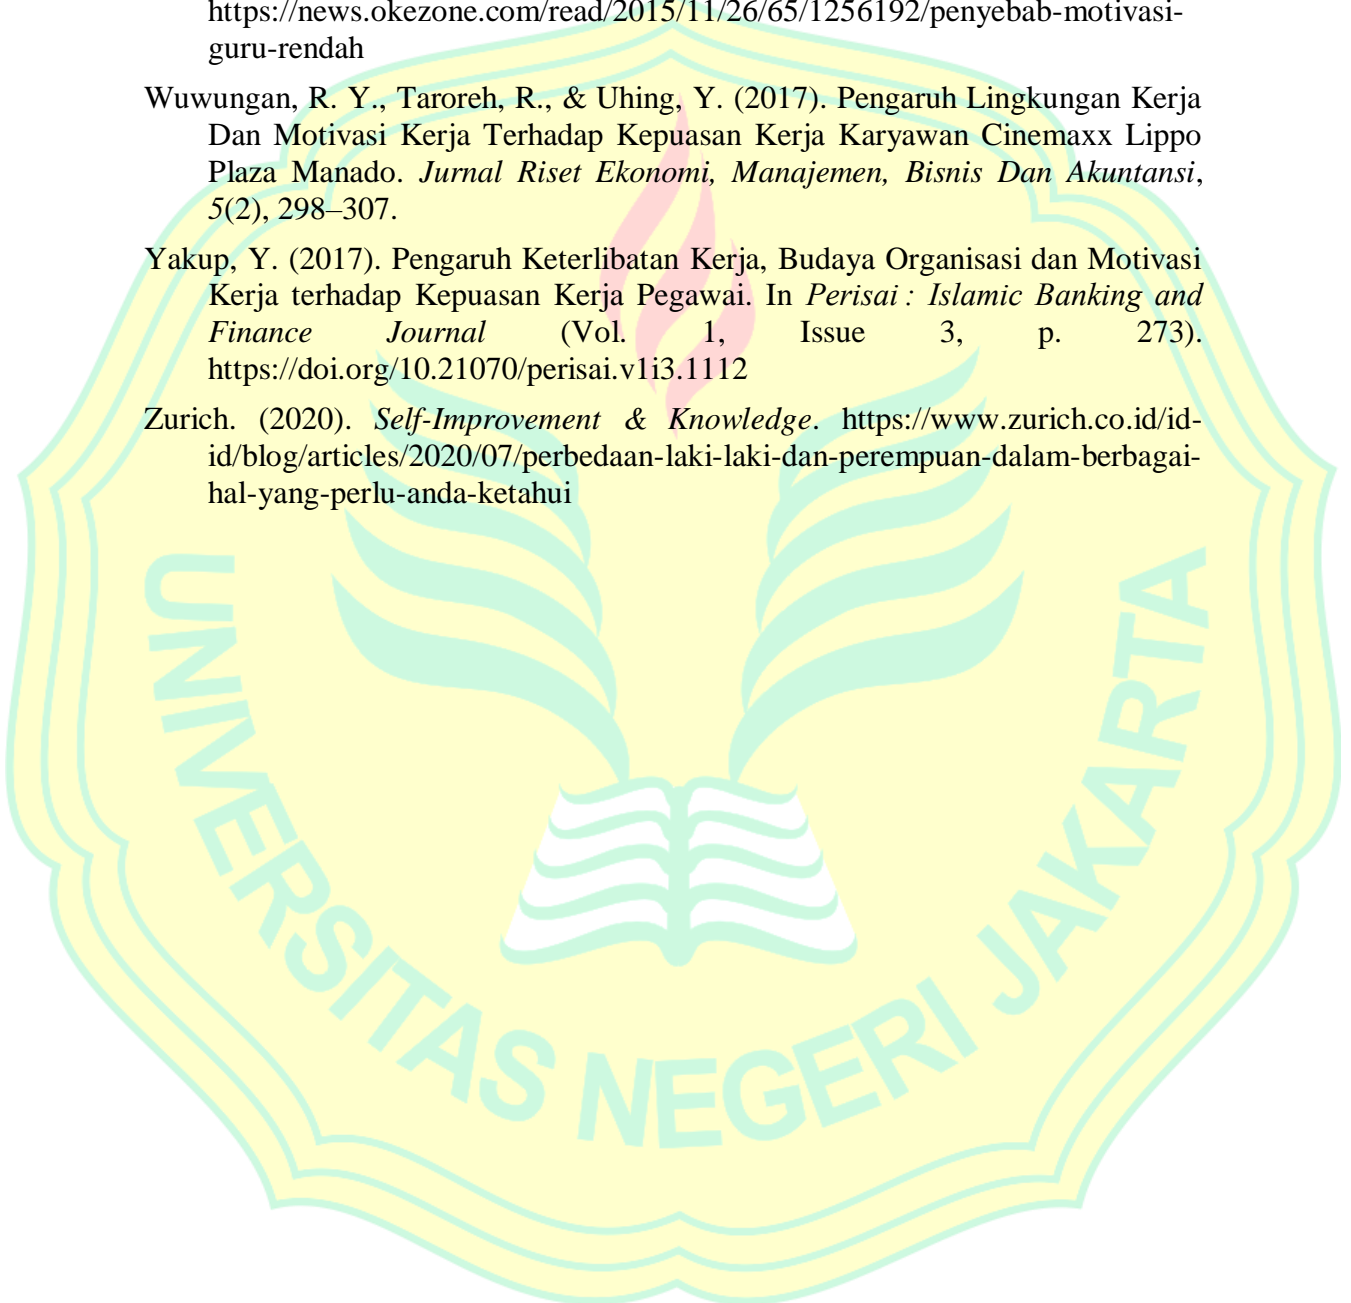 https://news.okezone.com/read/2015/11/26/65/1256192/penyebab-motivasi-
guru-rendah
Wuwungan, R. Y., Taroreh, R., & Uhing, Y. (2017). Pengaruh Lingkungan Kerja
Dan Motivasi Kerja Terhadap Kepuasan Kerja Karyawan Cinemaxx Lippo
Plaza Manado. Jurnal Riset Ekonomi, Manajemen, Bisnis Dan Akuntansi,
5(2), 298–307.
Yakup, Y. (2017). Pengaruh Keterlibatan Kerja, Budaya Organisasi dan Motivasi
Kerja terhadap Kepuasan Kerja Pegawai. In Perisai : Islamic Banking and
Finance Journal (Vol. 1, Issue 3, p. 273).
https://doi.org/10.21070/perisai.v1i3.1112
Zurich. (2020). Self-Improvement & Knowledge. https://www.zurich.co.id/id-
id/blog/articles/2020/07/perbedaan-laki-laki-dan-perempuan-dalam-berbagai-
hal-yang-perlu-anda-ketahui
UNIVERSITAS NEGERI JAKARTA